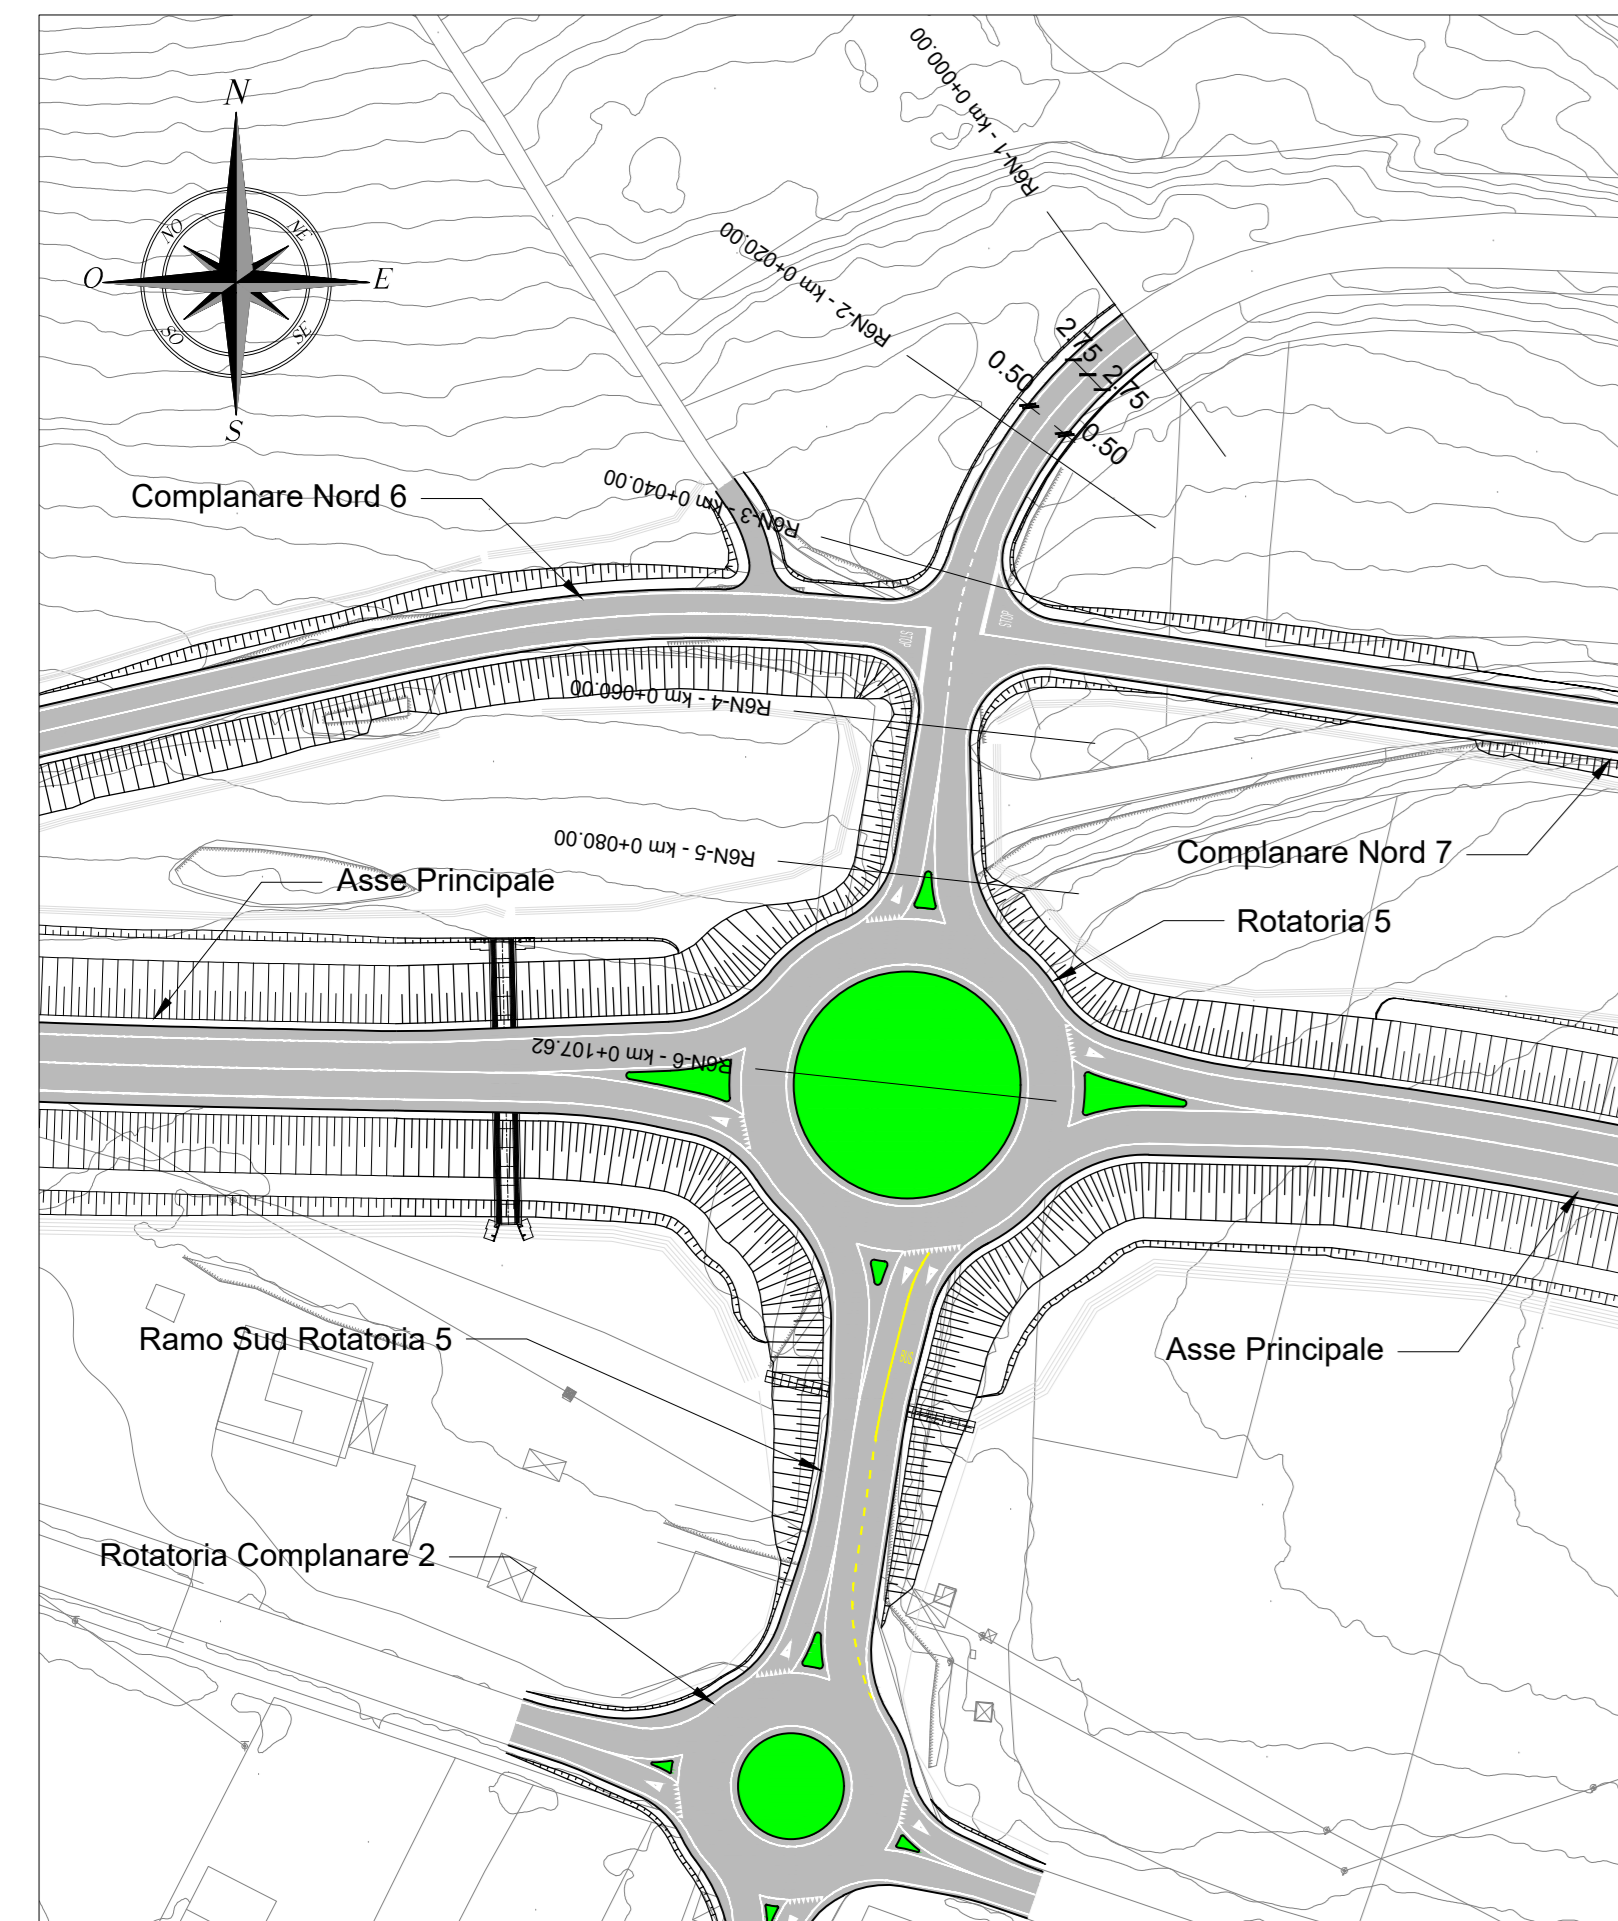 R6N-1 - km 0+000.00
N
NO
NE
O
E
SO
SE
S
R6N-2 - km 0+020.00
2.75
2.75
0.50
0.50
R6N-3 - km 0+040.00
Complanare Nord 6
STOP
STOP
R6N-4 - km 0+060.00
R6N-5 - km 0+080.00
Complanare Nord 7
Asse Principale
Rotatoria 5
R6N-6 - km 0+107.62
Ramo Sud Rotatoria 5
Asse Principale
Rotatoria Complanare 2